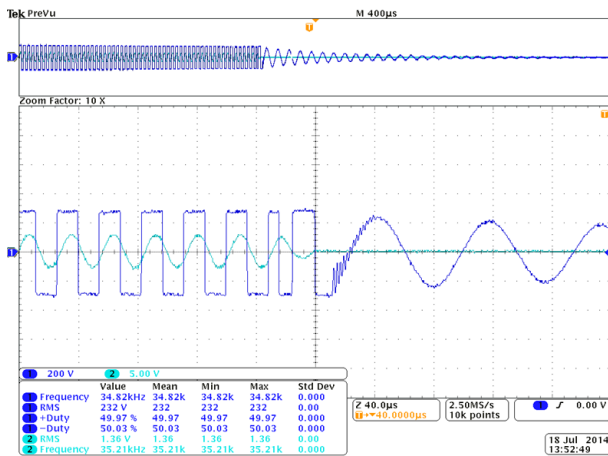 Tek PreVu M 400µs
T
1
Zoom Factor: 10 X
T
1
1 200 V 2 5.00 V
Value Mean Min Max Std Dev
1 Frequency 34.82kHz 34.82k 34.82k 34.82k 0.000
1 RMS 232 V 232 232 232 0.00
1 +Duty 49.97 % 49.97 49.97 49.97 0.000
1 −Duty 50.03 % 50.03 50.03 50.03 0.000
2 RMS 1.36 V 1.36 1.36 1.36 0.00
2 Frequency 35.21kHz 35.21k 35.21k 35.21k 0.000
Z 40.0µs
T→▼40.0000µs
2.50MS/s
10k points
1 0.00 V
18 Jul 2014
13:52:49